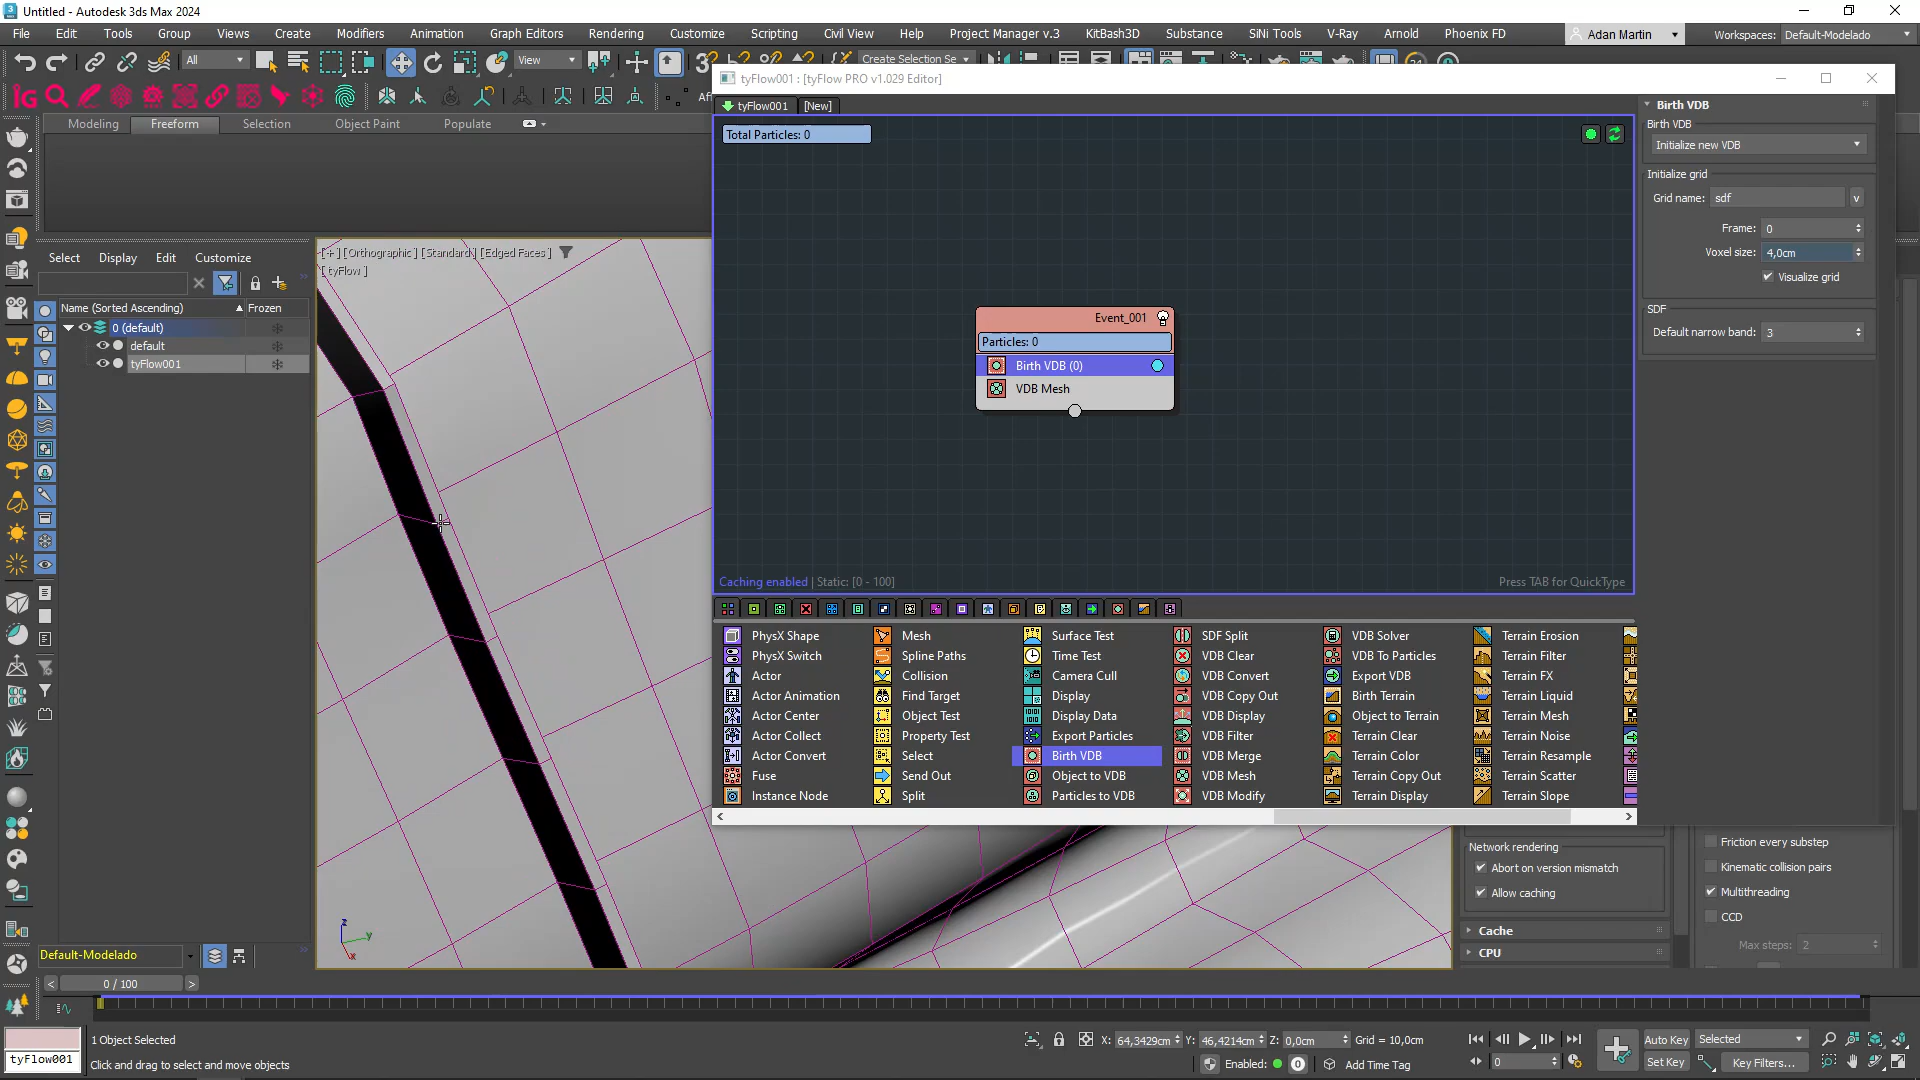 Untitled - Autodesk 3ds Max 2024
File Edit Tools Group Views Create Modifiers Animation Graph Editors Rendering Customize Scripting Civil View Help Project Manager v.3 KitBash3D Substance SiNi Tools V-Ray Arnold Phoenix FD Adan Martin Workspaces: Default-Modelado
All View Create Selection Se
tyFlow001 : [tyFlow PRO v1.029 Editor]
Modeling Freeform Selection Object Paint Populate
tyFlow001 [New]
Total Particles: 0
Birth VDB
Birth VDB
Initialize new VDB
Initialize grid
Grid name: sdf v
Frame: 0
Voxel size: 4,0cm
Visualize grid
SDF
Default narrow band: 3
Select Display Edit Customize
Name (Sorted Ascending) Frozen
0 (default)
default
tyFlow001
[+] [Orthographic] [Standard] [Edged Faces]
[tyFlow]
Event_001
Particles: 0
Birth VDB (0)
VDB Mesh
Caching enabled | Static: [0 - 100]
Press TAB for QuickType
PhysX Shape Mesh Surface Test SDF Split VDB Solver Terrain Erosion
PhysX Switch Spline Paths Time Test VDB Clear VDB To Particles Terrain Filter
Actor Collision Camera Cull VDB Convert Export VDB Terrain FX
Actor Animation Find Target Display VDB Copy Out Birth Terrain Terrain Liquid
Actor Center Object Test Display Data VDB Display Object to Terrain Terrain Mesh
Actor Collect Property Test Export Particles VDB Filter Terrain Clear Terrain Noise
Actor Convert Select Birth VDB VDB Merge Terrain Color Terrain Resample
Fuse Send Out Object to VDB VDB Mesh Terrain Copy Out Terrain Scatter
Instance Node Split Particles to VDB VDB Modify Terrain Display Terrain Slope
Network rendering
Abort on version mismatch
Allow caching
Cache
CPU
Friction every substep
Kinematic collision pairs
Multithreading
CCD
Max steps: 2
z
y
x
Default-Modelado
< 0 / 100 >
1 Object Selected
X: 64,3429cm Y: 46,4214cm Z: 0,0cm Grid = 10,0cm
Auto Key Selected
tyFlow001
Click and drag to select and move objects
Enabled: 0 Add Time Tag
0
Set Key Key Filters...